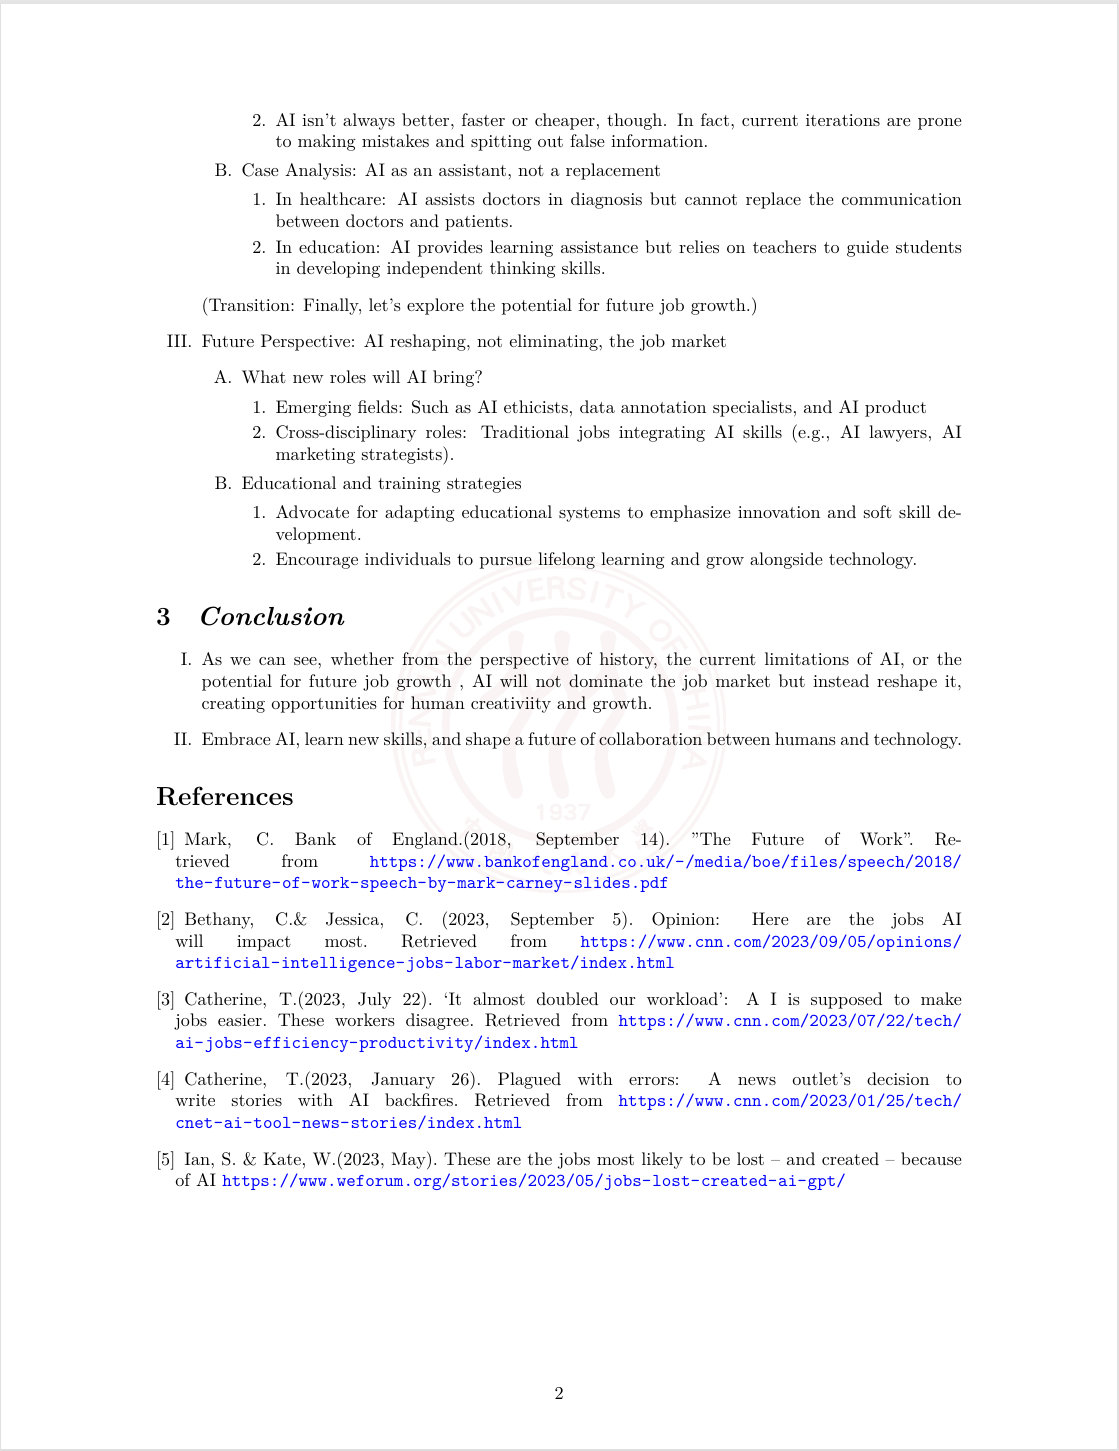 2. AI isn't always better, faster or cheaper, though. In fact, current iterations are prone
to making mistakes and spitting out false information.
B. Case Analysis: AI as an assistant, not a replacement
1. In healthcare: AI assists doctors in diagnosis but cannot replace the communication
between doctors and patients.
2. In education: AI provides learning assistance but relies on teachers to guide students
in developing independent thinking skills.
(Transition: Finally, let's explore the potential for future job growth.)
III. Future Perspective: AI reshaping, not eliminating, the job market
A. What new roles will AI bring?
1. Emerging fields: Such as AI ethicists, data annotation specialists, and AI product
2. Cross-disciplinary roles: Traditional jobs integrating AI skills (e.g., AI lawyers, AI
marketing strategists).
B. Educational and training strategies
1. Advocate for adapting educational systems to emphasize innovation and soft skill de-
velopment.
2. Encourage individuals to pursue lifelong learning and grow alongside technology.
3 Conclusion
I. As we can see, whether from the perspective of history, the current limitations of AI, or the
potential for future job growth , AI will not dominate the job market but instead reshape it,
creating opportunities for human creativiity and growth.
II. Embrace AI, learn new skills, and shape a future of collaboration between humans and technology.
RENMIN UNIVERSITY OF CHINA
1937
References
[1] Mark, C. Bank of England.(2018, September 14). ”The Future of Work”. Re-
trieved from https://www.bankofengland.co.uk/-/media/boe/files/speech/2018/
the-future-of-work-speech-by-mark-carney-slides.pdf
[2] Bethany, C.& Jessica, C. (2023, September 5). Opinion: Here are the jobs AI
will impact most. Retrieved from https://www.cnn.com/2023/09/05/opinions/
artificial-intelligence-jobs-labor-market/index.html
[3] Catherine, T.(2023, July 22). ‘It almost doubled our workload’: A I is supposed to make
jobs easier. These workers disagree. Retrieved from https://www.cnn.com/2023/07/22/tech/
ai-jobs-efficiency-productivity/index.html
[4] Catherine, T.(2023, January 26). Plagued with errors: A news outlet's decision to
write stories with AI backfires. Retrieved from https://www.cnn.com/2023/01/25/tech/
cnet-ai-tool-news-stories/index.html
[5] Ian, S. & Kate, W.(2023, May). These are the jobs most likely to be lost – and created – because
of AI https://www.weforum.org/stories/2023/05/jobs-lost-created-ai-gpt/
2